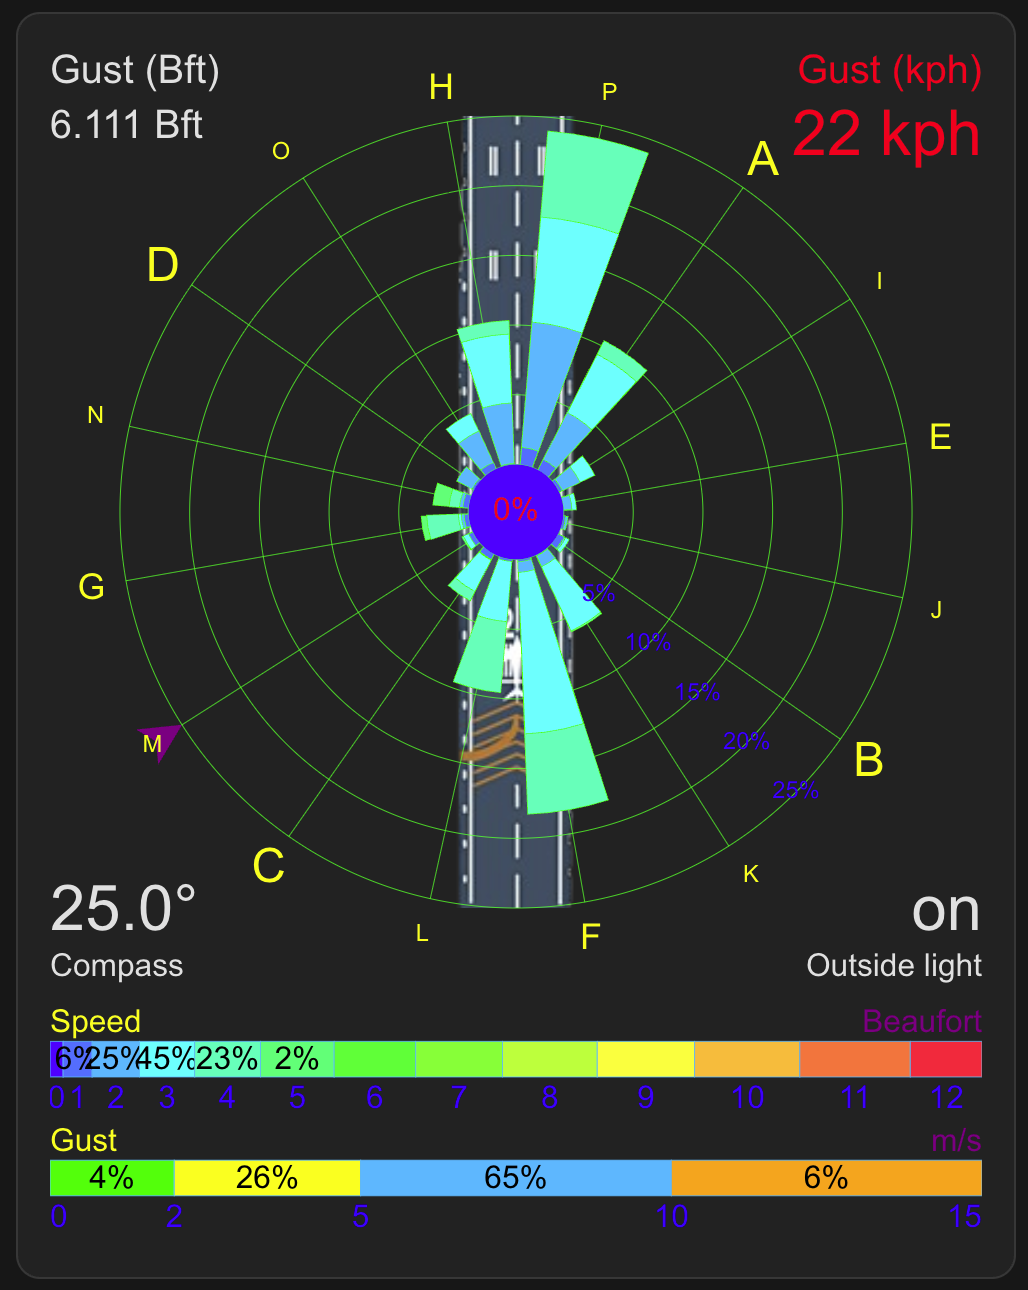 Gust (Bft)
6.111 Bft
Gust (kph)
22 kph
H
P
O
A
D
I
N
E
0%
G
J
5%
10%
15%
20%
25%
M
B
C
K
L
F
25.0°
Compass
on
Outside light
Speed
Beaufort
6% 25% 45% 23% 2%
0 1 2 3 4 5 6 7 8 9 10 11 12
Gust
m/s
4% 26% 65% 6%
0 2 5 10 15